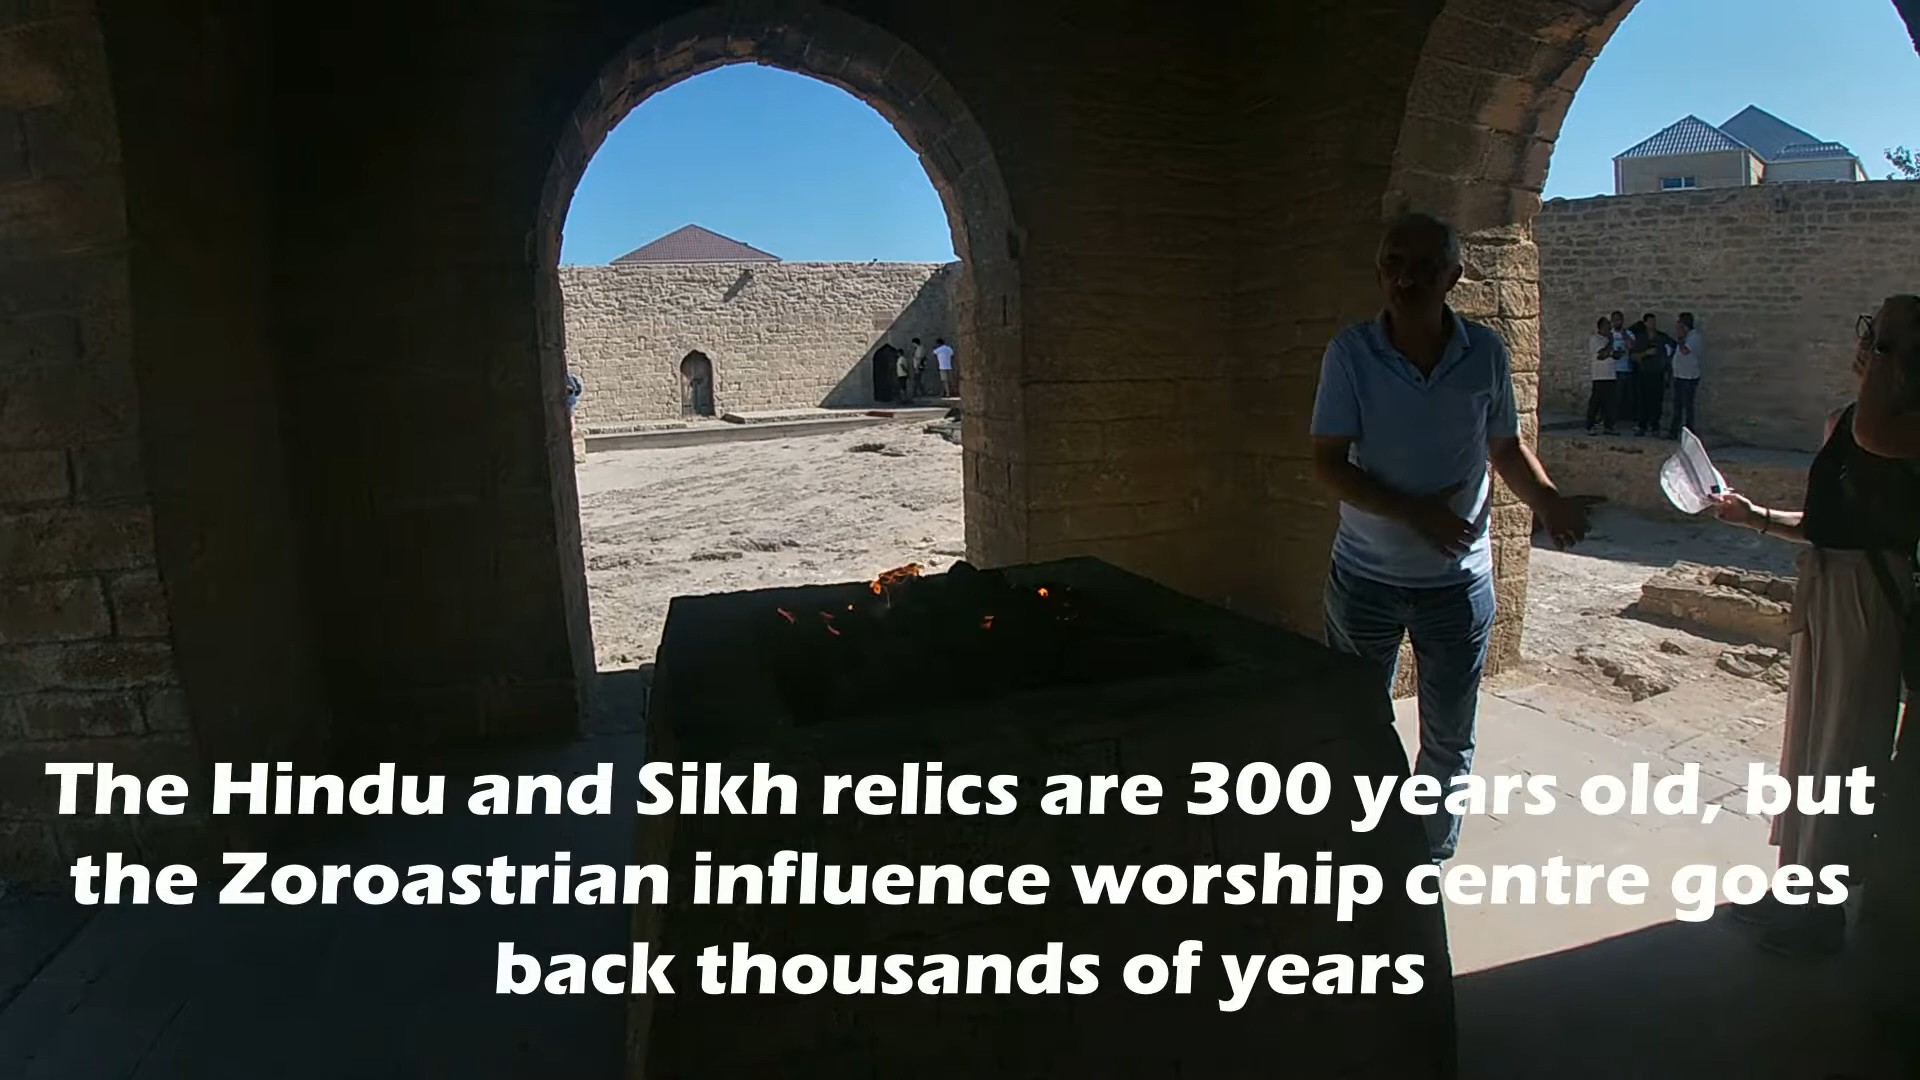 The Hindu and Sikh relics are 300 years old, but
the Zoroastrian influence worship centre goes
back thousands of years